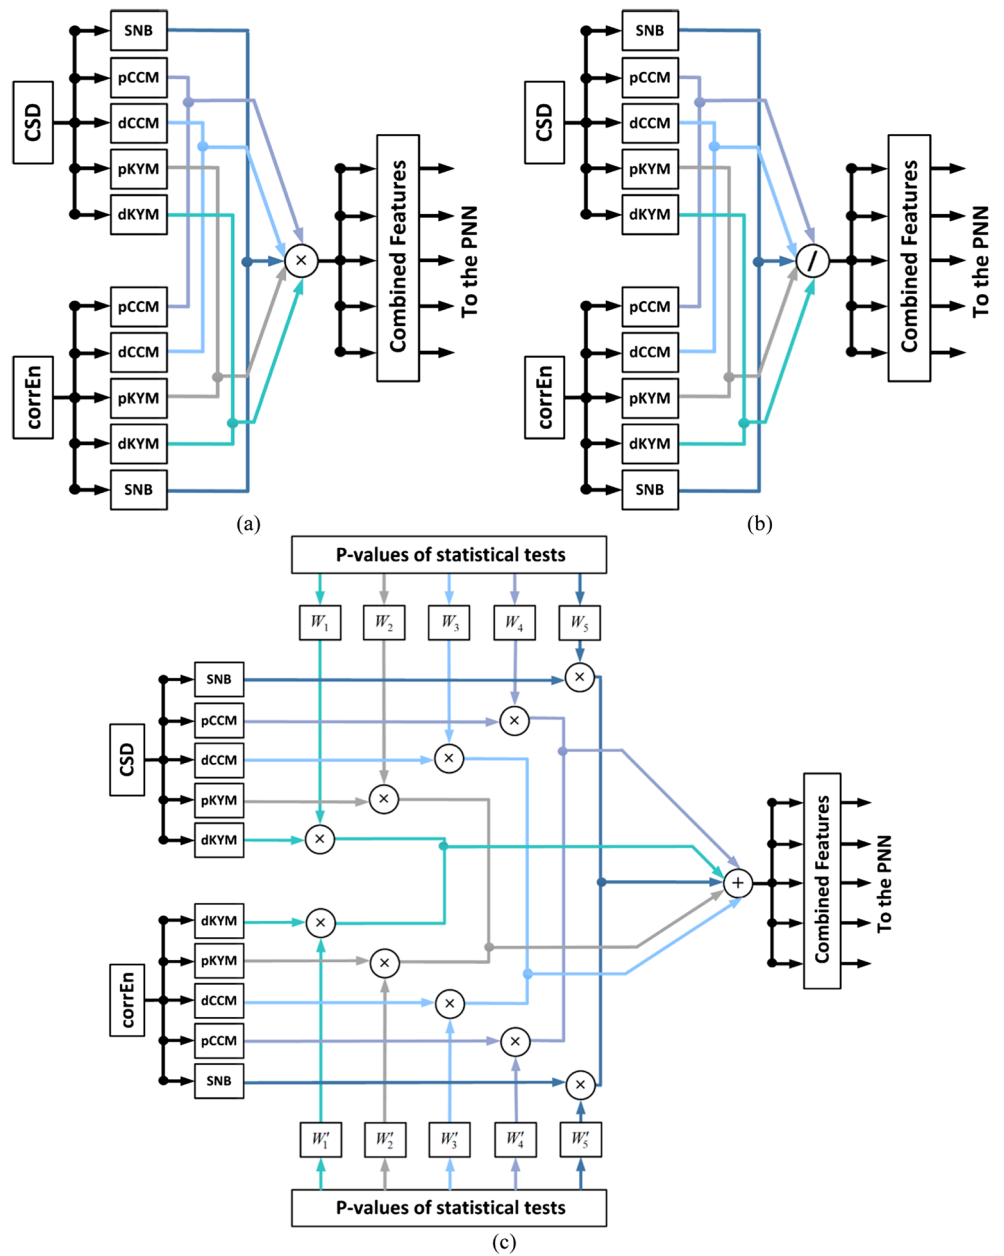 SNB
pCCM
dCCM
pKYM
dKYM
CSD
pCCM
dCCM
pKYM
dKYM
SNB
corrEn
×
Combined Features
To the PNN
(a)
SNB
pCCM
dCCM
pKYM
dKYM
CSD
pCCM
dCCM
pKYM
dKYM
SNB
corrEn
/
Combined Features
To the PNN
(b)
P-values of statistical tests
W₁ W₂ W₃ W₄ W₅
SNB
×
pCCM
×
dCCM
×
pKYM
×
dKYM
×
CSD
+
Combined Features
To the PNN
dKYM
×
pKYM
×
dCCM
×
pCCM
×
SNB
×
corrEn
W′₁ W′₂ W′₃ W′₄ W′₅
P-values of statistical tests
(c)